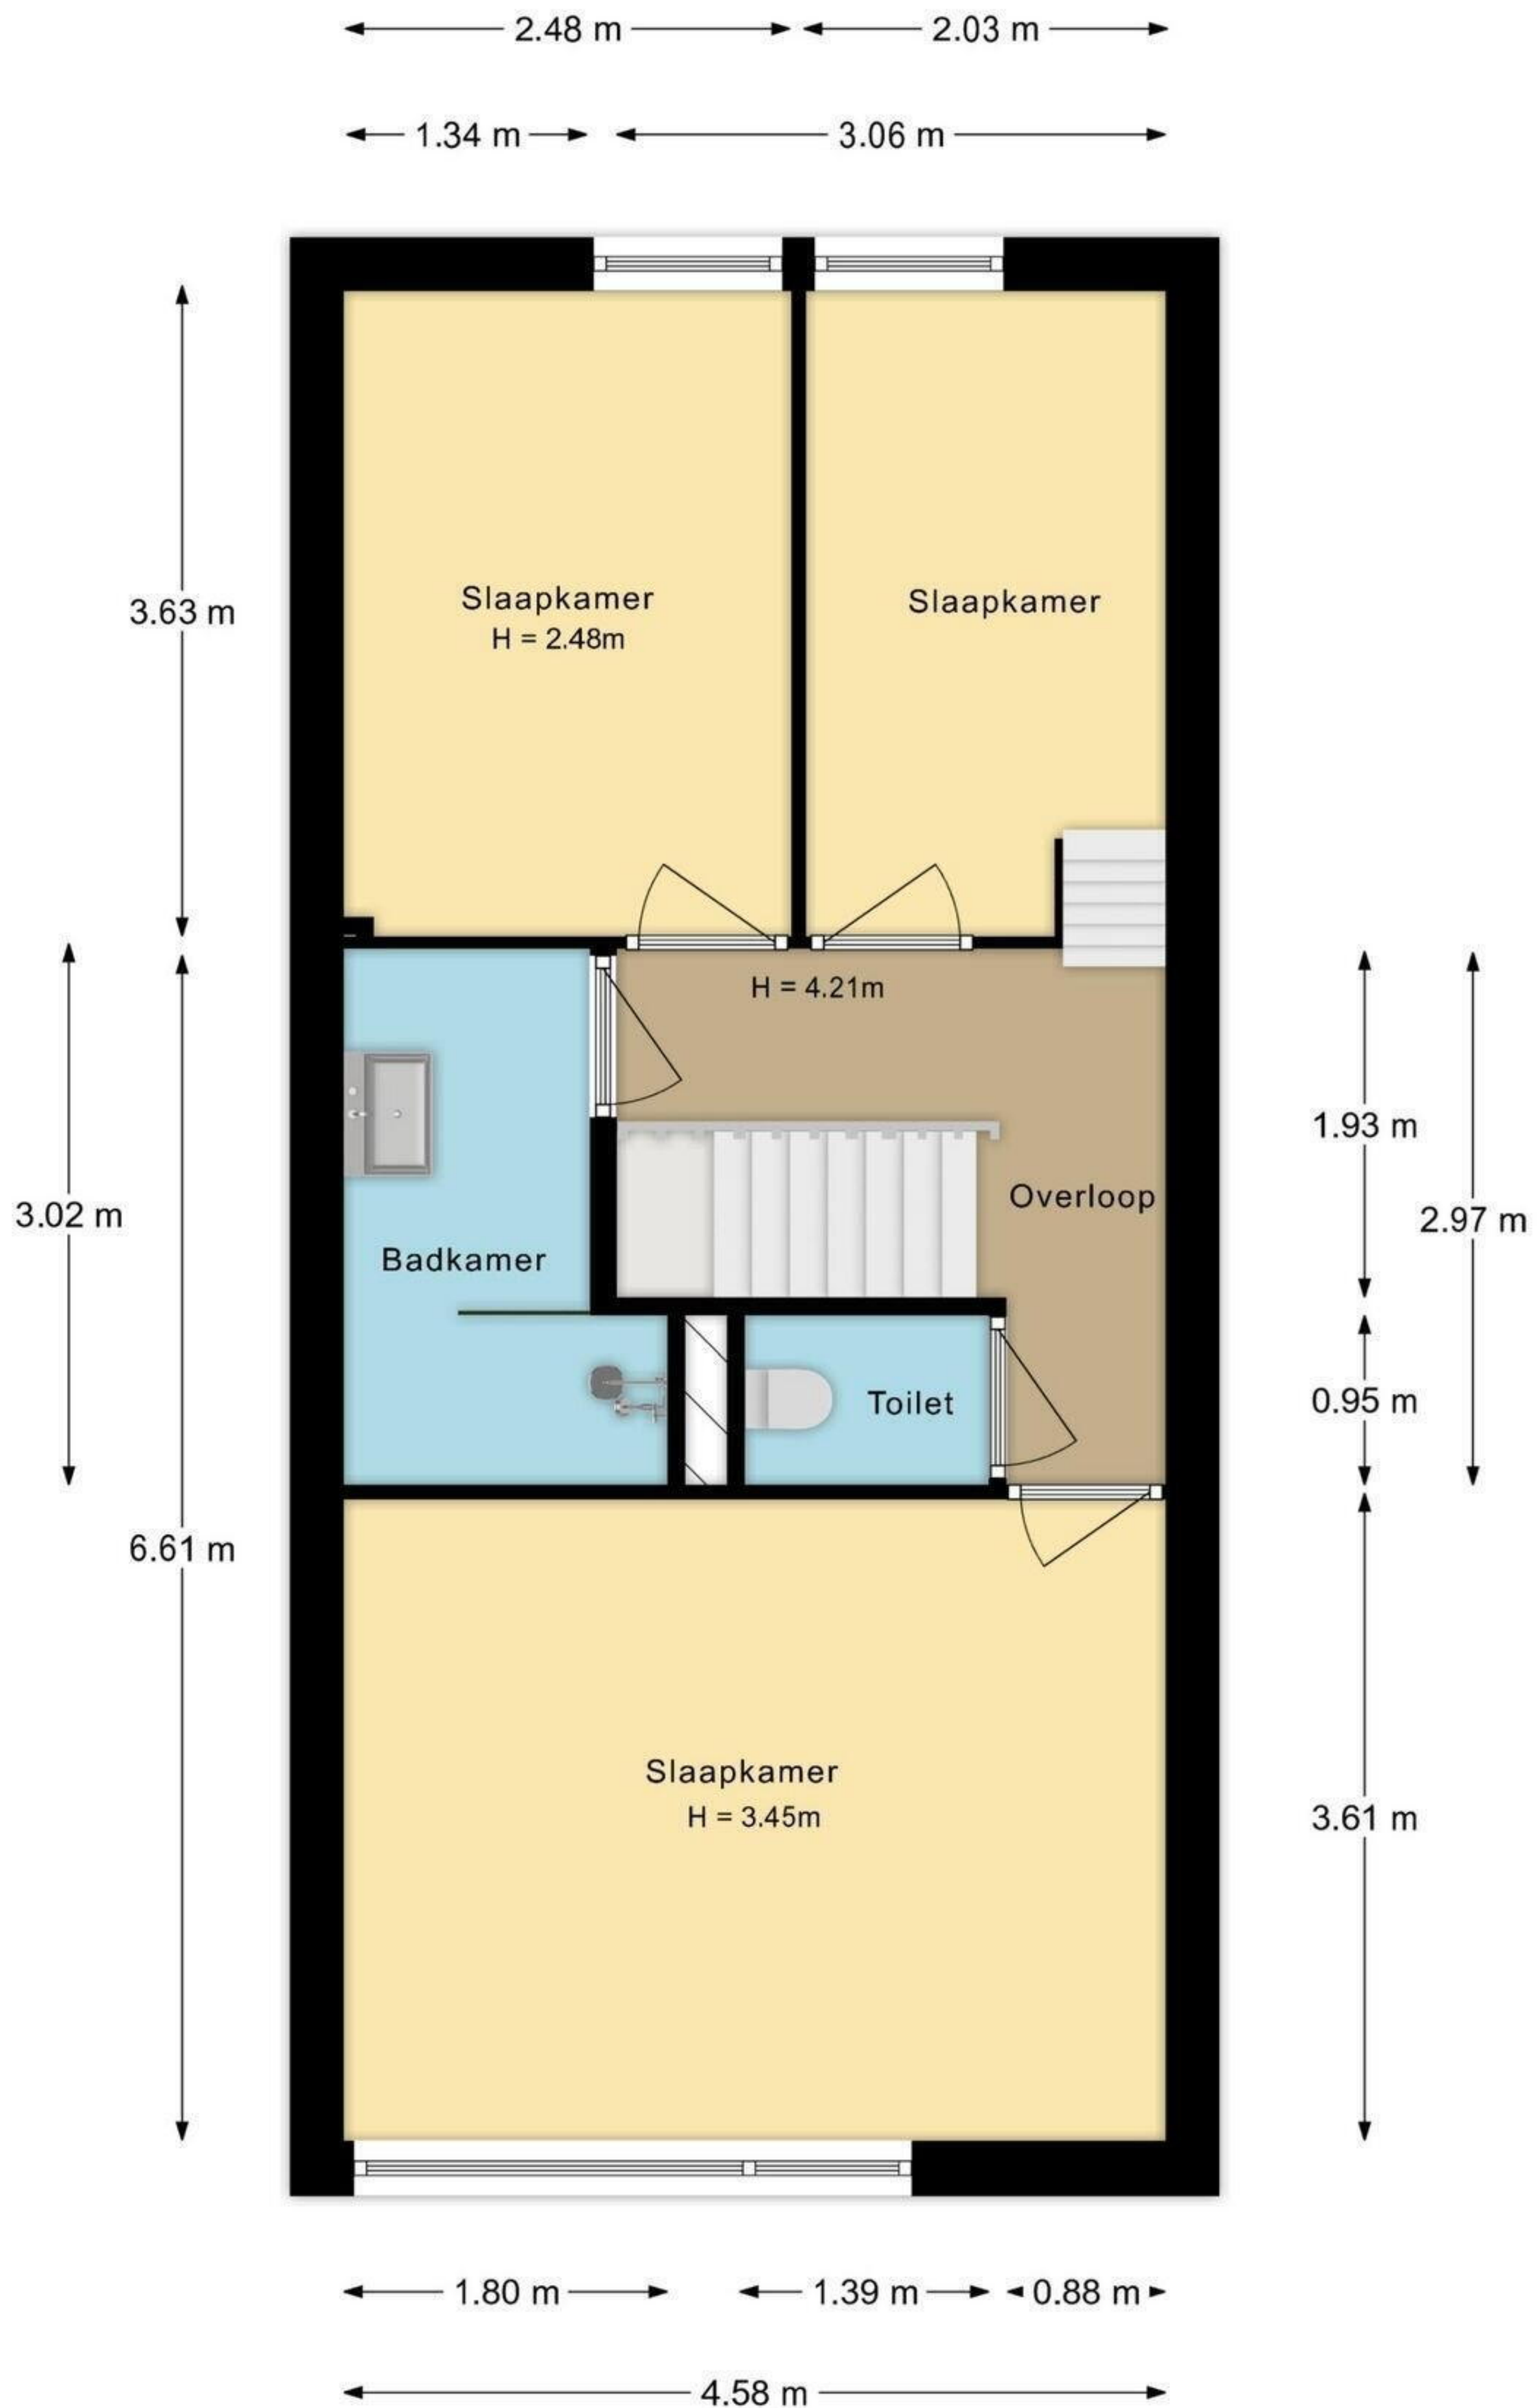 2.48 m 2.03 m
1.34 m 3.06 m
3.63 m
Slaapkamer
H = 2.48m
Slaapkamer
H = 4.21m
1.93 m
Overloop
3.02 m
2.97 m
Badkamer
Toilet
0.95 m
6.61 m
Slaapkamer
H = 3.45m
3.61 m
1.80 m 1.39 m 0.88 m
4.58 m